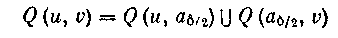 Q (u, v) = Q (u, a_{δ/2}) ⋃ Q (a_{δ/2}, v)